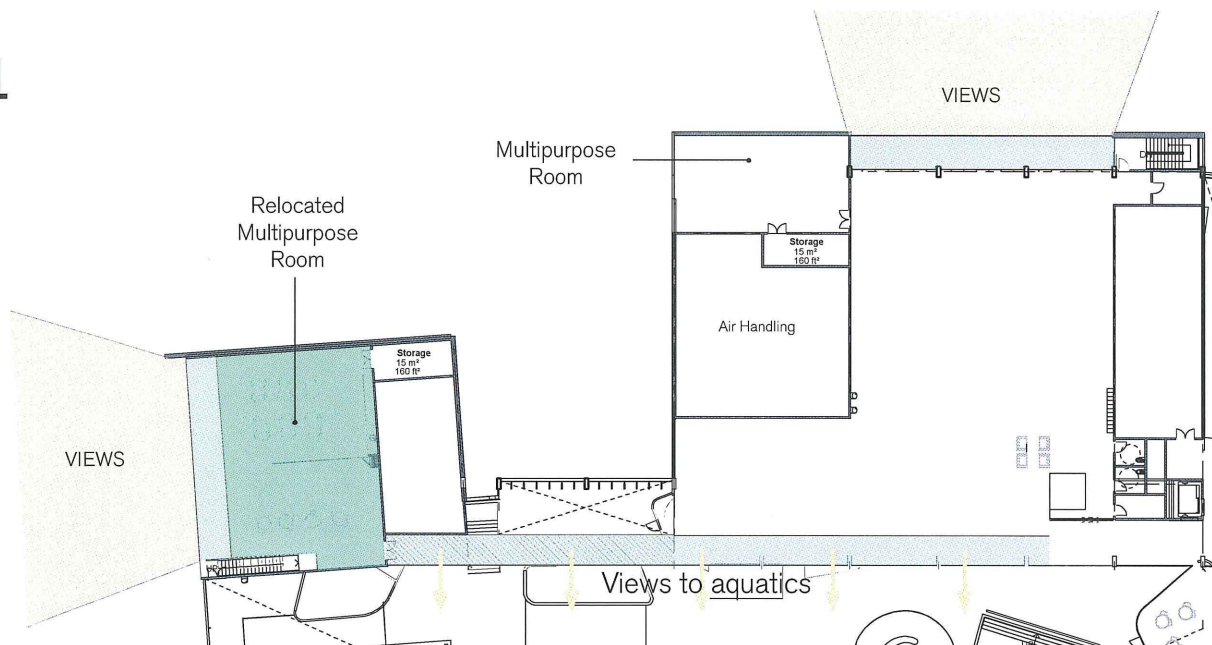 VIEWS
Multipurpose
Room
Relocated
Multipurpose
Room
Storage
15 m²
160 ft²
Air Handling
Storage
15 m²
160 ft²
VIEWS
Views to aquatics